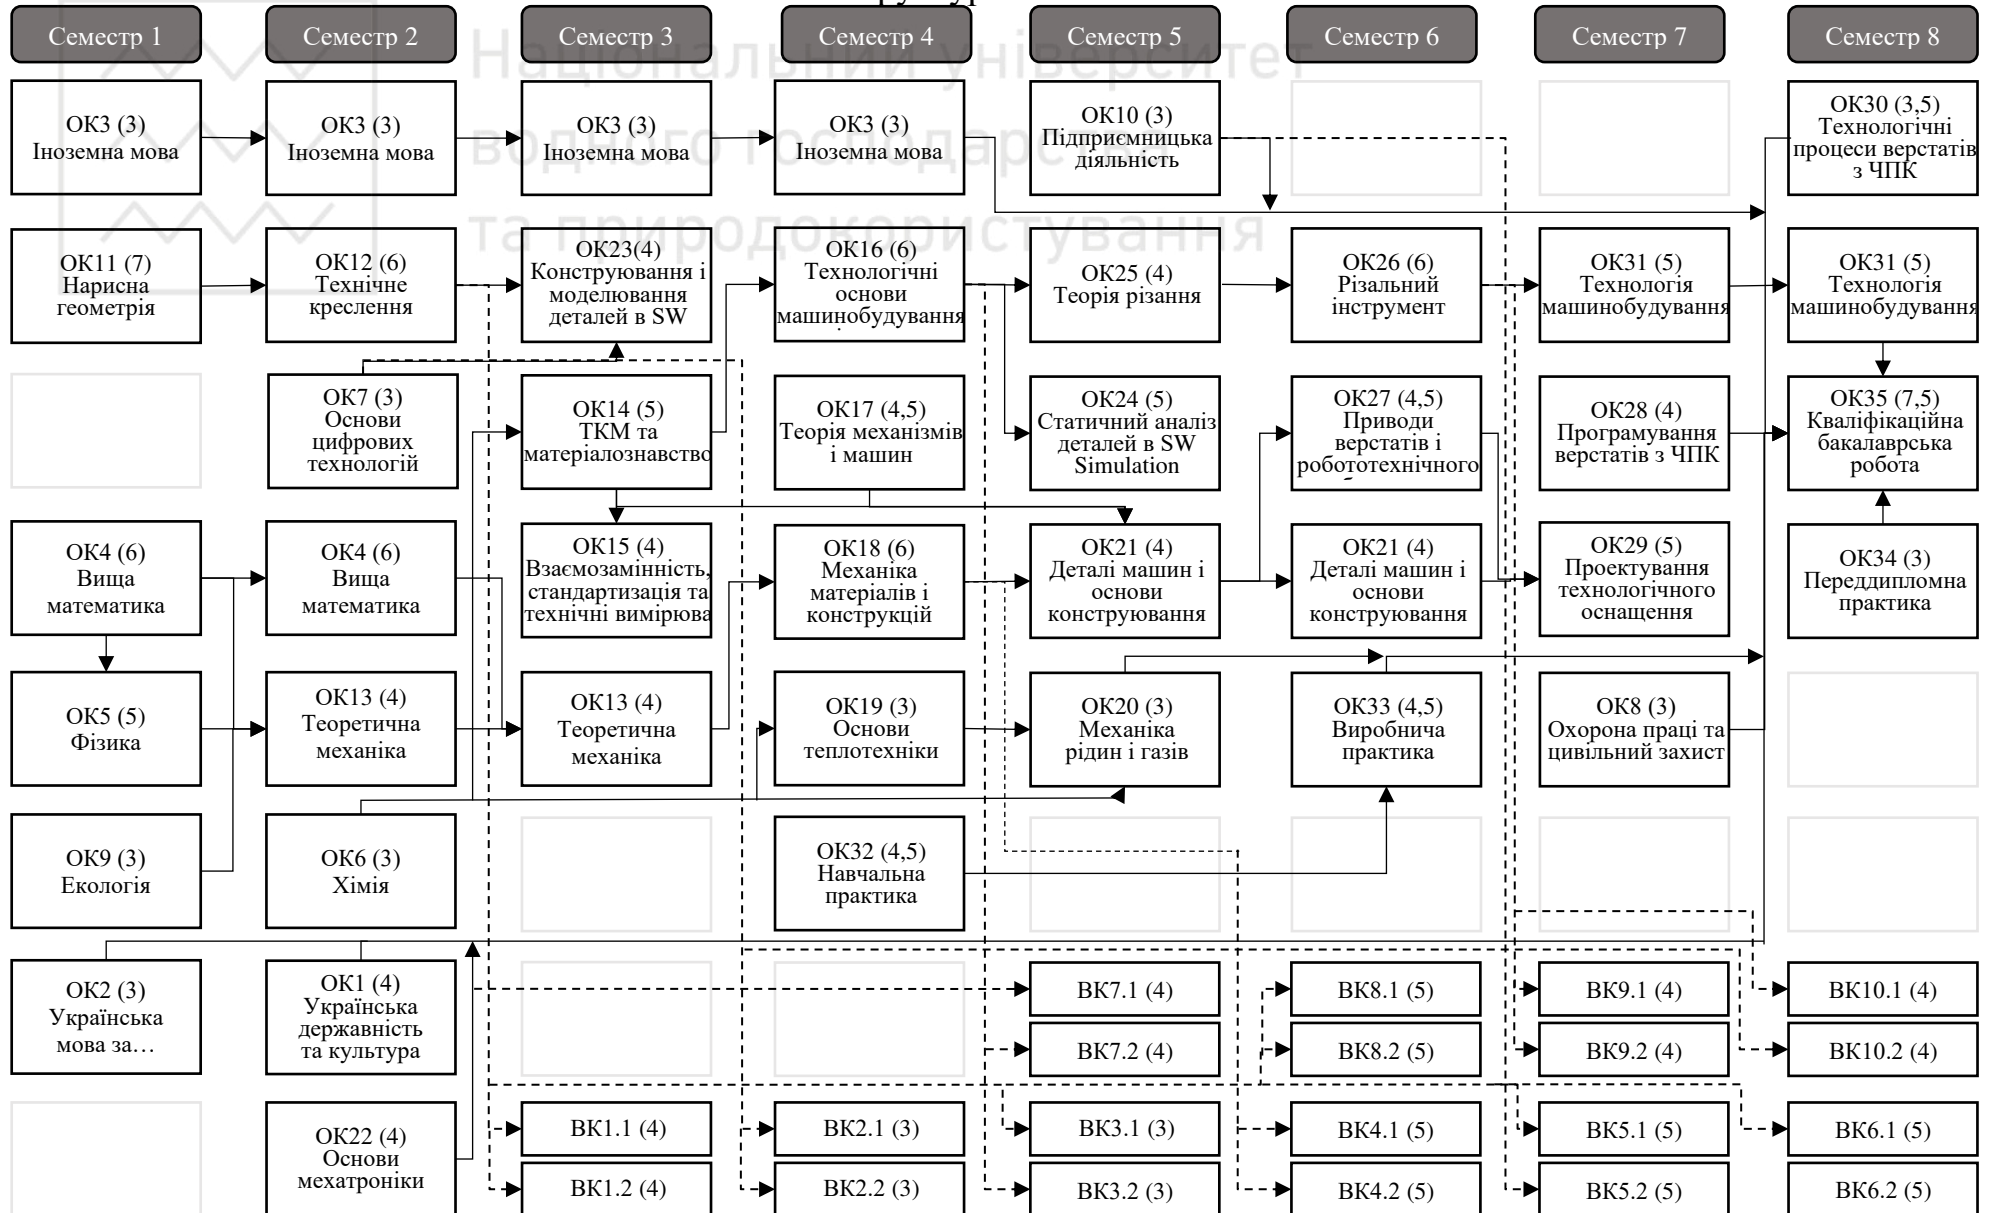 Семестр 1
Семестр 2
Семестр 3
Семестр 4
Семестр 5
Семестр 6
Семестр 7
Семестр 8
Національний університет
водного господарства
та природокористування
ОК3 (3)
Іноземна мова
ОК3 (3)
Іноземна мова
ОК3 (3)
Іноземна мова
ОК3 (3)
Іноземна мова
ОК10 (3)
Підприємницька
діяльність
ОК30 (3,5)
Технологічні
процеси верстатів
з ЧПК
ОК11 (7)
Нарисна
геометрія
ОК12 (6)
Технічне
креслення
ОК23(4)
Конструювання і
моделювання
деталей в SW
ОК16 (6)
Технологічні
основи
машинобудування
ОК25 (4)
Теорія різання
ОК26 (6)
Різальний
інструмент
ОК31 (5)
Технологія
машинобудування
ОК31 (5)
Технологія
машинобудування
ОК7 (3)
Основи
цифрових
технологій
ОК14 (5)
ТКМ та
матеріалознавство
ОК17 (4,5)
Теорія механізмів
і машин
ОК24 (5)
Статичний аналіз
деталей в SW
Simulation
ОК27 (4,5)
Приводи
верстатів і
робототехнічного
ОК28 (4)
Програмування
верстатів з ЧПК
ОК35 (7,5)
Кваліфікаційна
бакалаврська
робота
ОК4 (6)
Вища
математика
ОК4 (6)
Вища
математика
ОК15 (4)
Взаємозамінність,
стандартизація та
технічні вимірюва
ОК18 (6)
Механіка
матеріалів і
конструкцій
ОК21 (4)
Деталі машин і
основи
конструювання
ОК21 (4)
Деталі машин і
основи
конструювання
ОК29 (5)
Проектування
технологічного
оснащення
ОК34 (3)
Переддипломна
практика
ОК5 (5)
Фізика
ОК13 (4)
Теоретична
механіка
ОК13 (4)
Теоретична
механіка
ОК19 (3)
Основи
теплотехніки
ОК20 (3)
Механіка
рідин і газів
ОК33 (4,5)
Виробнича
практика
ОК8 (3)
Охорона праці та
цивільний захист
ОК9 (3)
Екологія
ОК6 (3)
Хімія
ОК32 (4,5)
Навчальна
практика
ОК2 (3)
Українська
мова за…
ОК1 (4)
Українська
державність
та культура
ВК7.1 (4)
ВК8.1 (5)
ВК9.1 (4)
ВК10.1 (4)
ВК7.2 (4)
ВК8.2 (5)
ВК9.2 (4)
ВК10.2 (4)
ОК22 (4)
Основи
мехатроніки
ВК1.1 (4)
ВК2.1 (3)
ВК3.1 (3)
ВК4.1 (5)
ВК5.1 (5)
ВК6.1 (5)
ВК1.2 (4)
ВК2.2 (3)
ВК3.2 (3)
ВК4.2 (5)
ВК5.2 (5)
ВК6.2 (5)